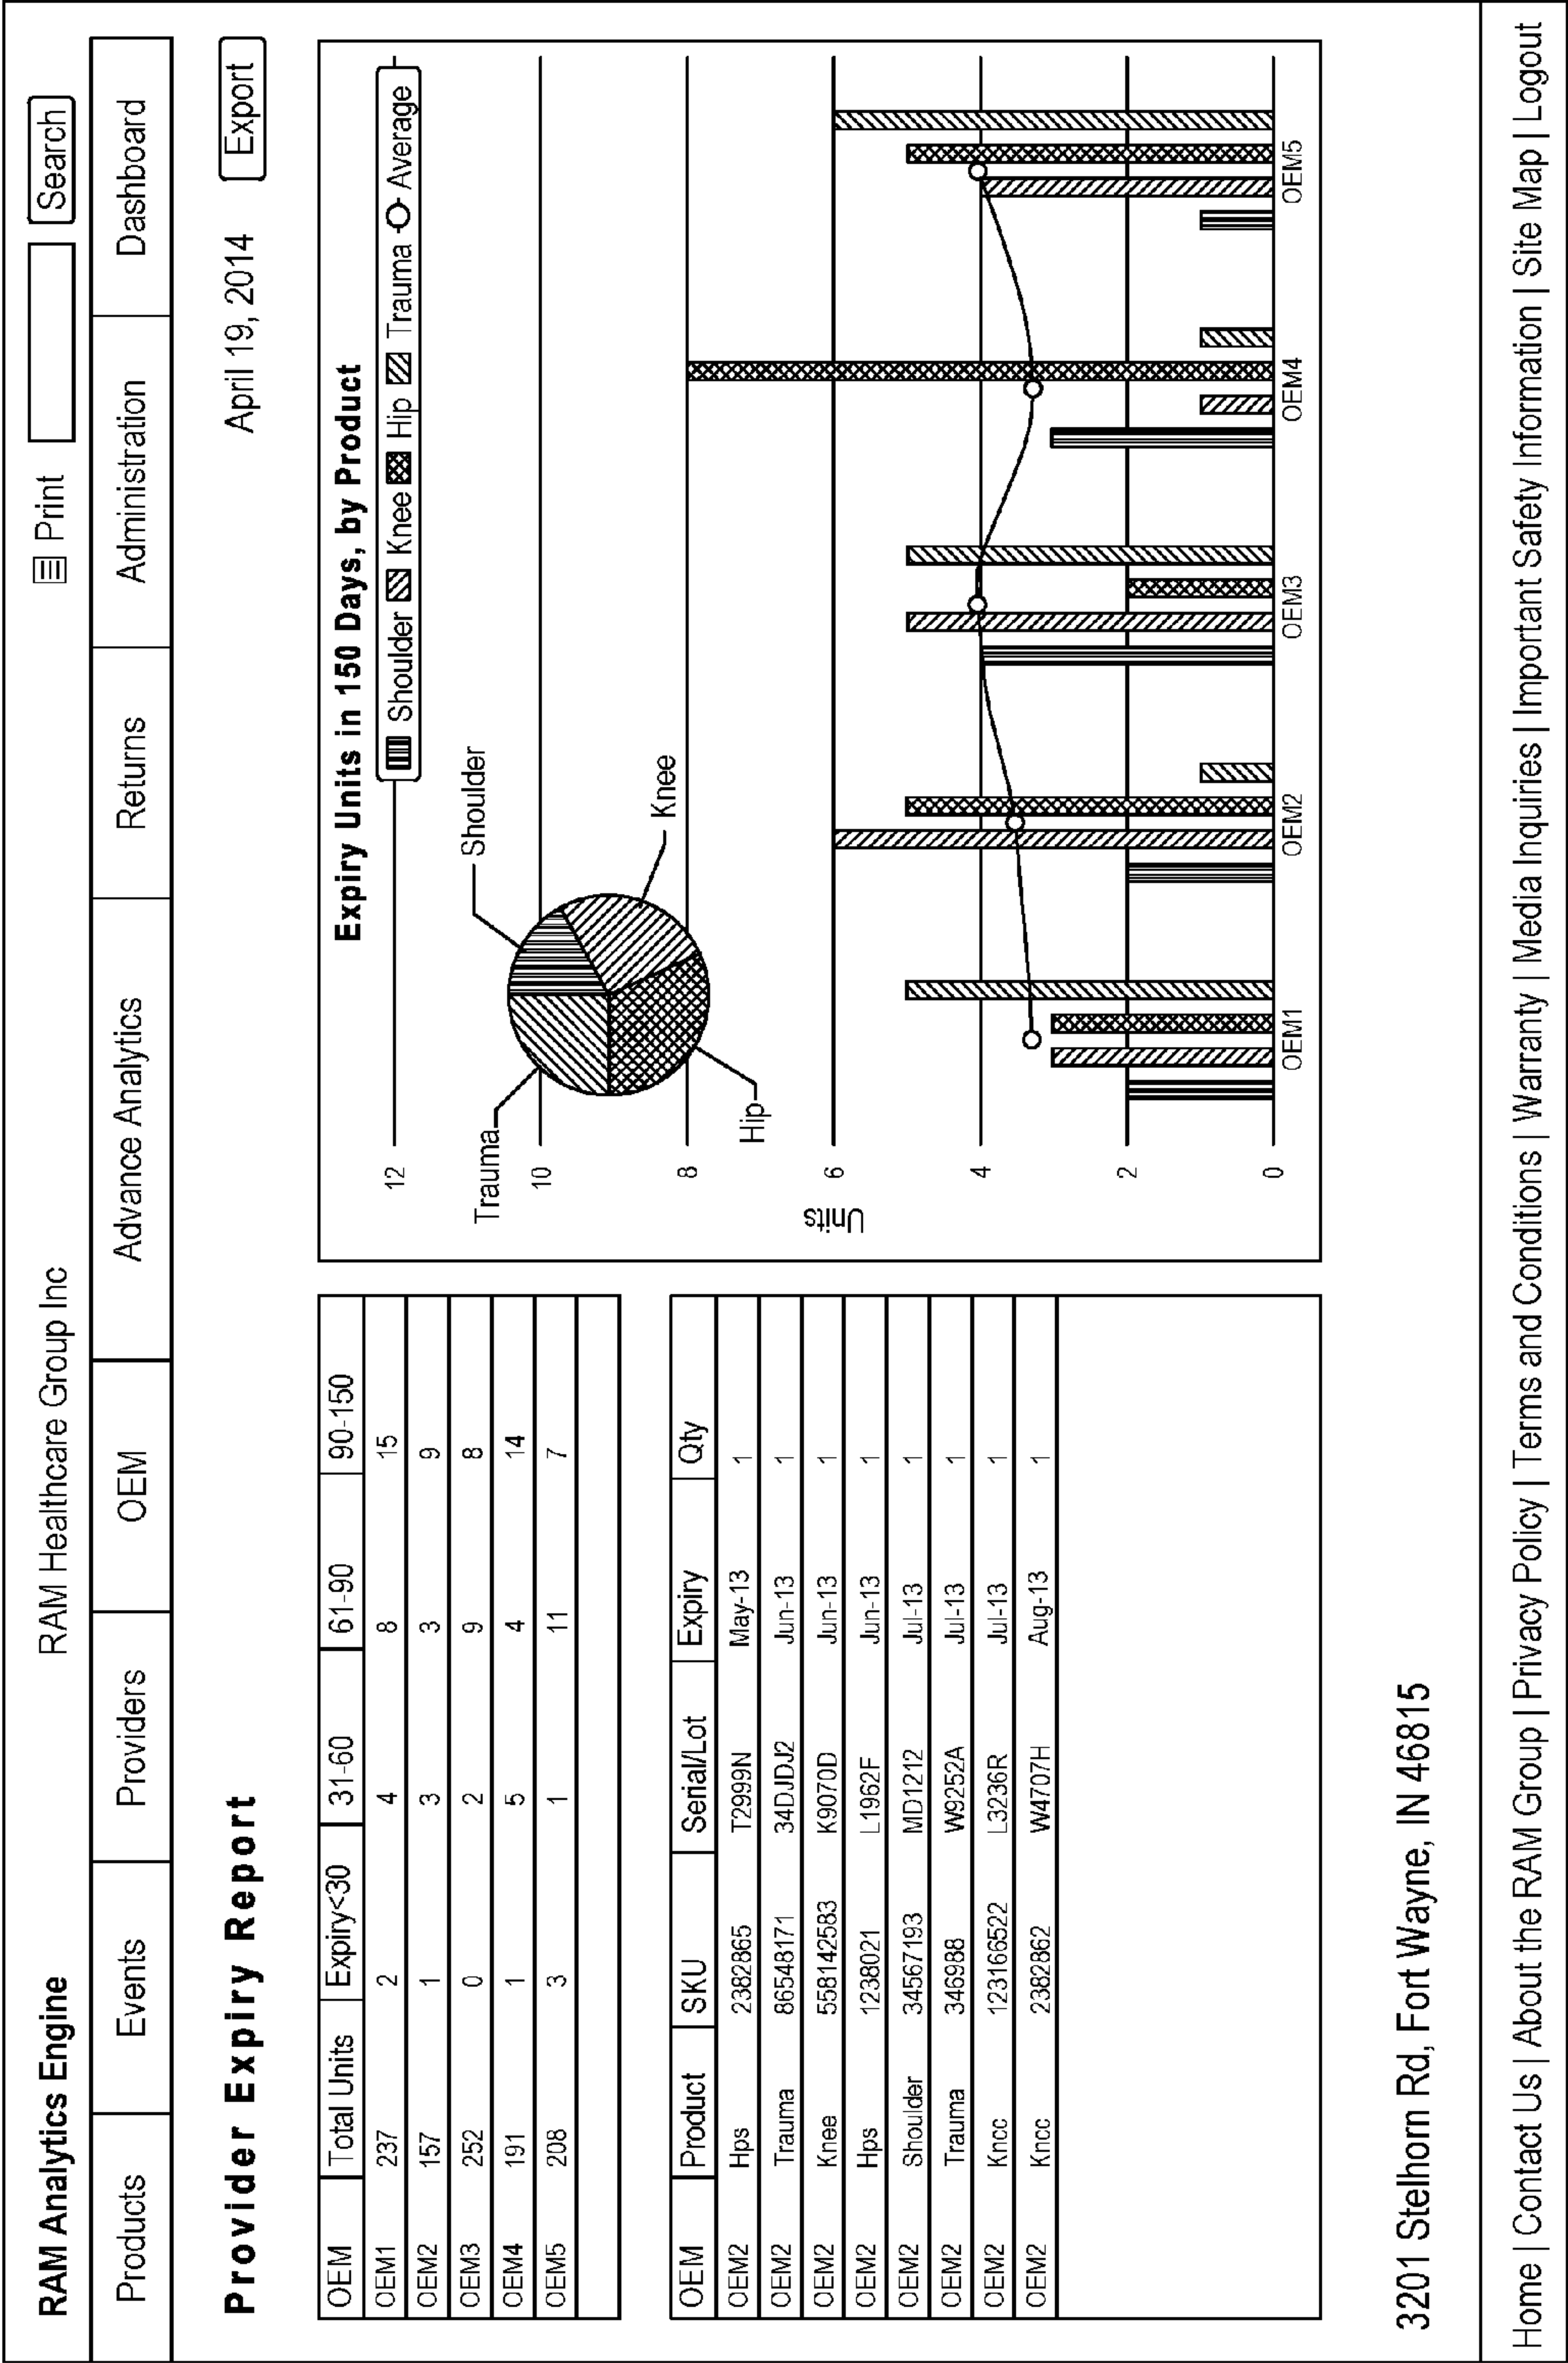 RAM Analytics Engine RAM Healthcare Group Inc Print Search
Products Events Providers OEM Advance Analytics Returns Administration Dashboard
Provider Expiry Report April 19, 2014 Export
OEM Total Units Expiry<30 31-60 61-90 90-150
OEM1 237 2 4 8 15
OEM2 157 1 3 3 9
OEM3 252 0 2 9 8
OEM4 191 1 5 4 14
OEM5 208 3 1 11 7
OEM Product SKU Serial/Lot Expiry Qty
OEM2 Hps 2382865 T2999N May-13 1
OEM2 Trauma 86548171 34DJDJ2 Jun-13 1
OEM2 Knee 558142583 K9070D Jun-13 1
OEM2 Hps 1238021 L1962F Jun-13 1
OEM2 Shoulder 34567193 MD1212 Jul-13 1
OEM2 Trauma 346988 W9252A Jul-13 1
OEM2 Kncc 123166522 L3236R Jul-13 1
OEM2 Kncc 2382862 W4707H Aug-13 1
Expiry Units in 150 Days, by Product
Shoulder Knee Hip Trauma Average
12
10
8
6
4
2
0
Units
Trauma
Shoulder
Knee
Hip
OEM1 OEM2 OEM3 OEM4 OEM5
3201 Stelhorn Rd, Fort Wayne, IN 46815
Home | Contact Us | About the RAM Group | Privacy Policy | Terms and Conditions | Warranty | Media Inquiries | Important Safety Information | Site Map | Logout